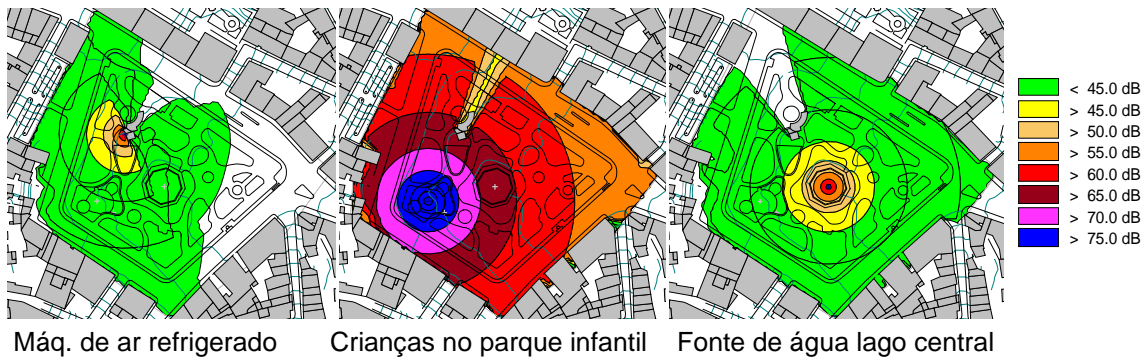 < 45.0 dB
> 45.0 dB
> 50.0 dB
> 55.0 dB
> 60.0 dB
> 65.0 dB
> 70.0 dB
> 75.0 dB
Máq. de ar refrigerado
Crianças no parque infantil
Fonte de água lago central